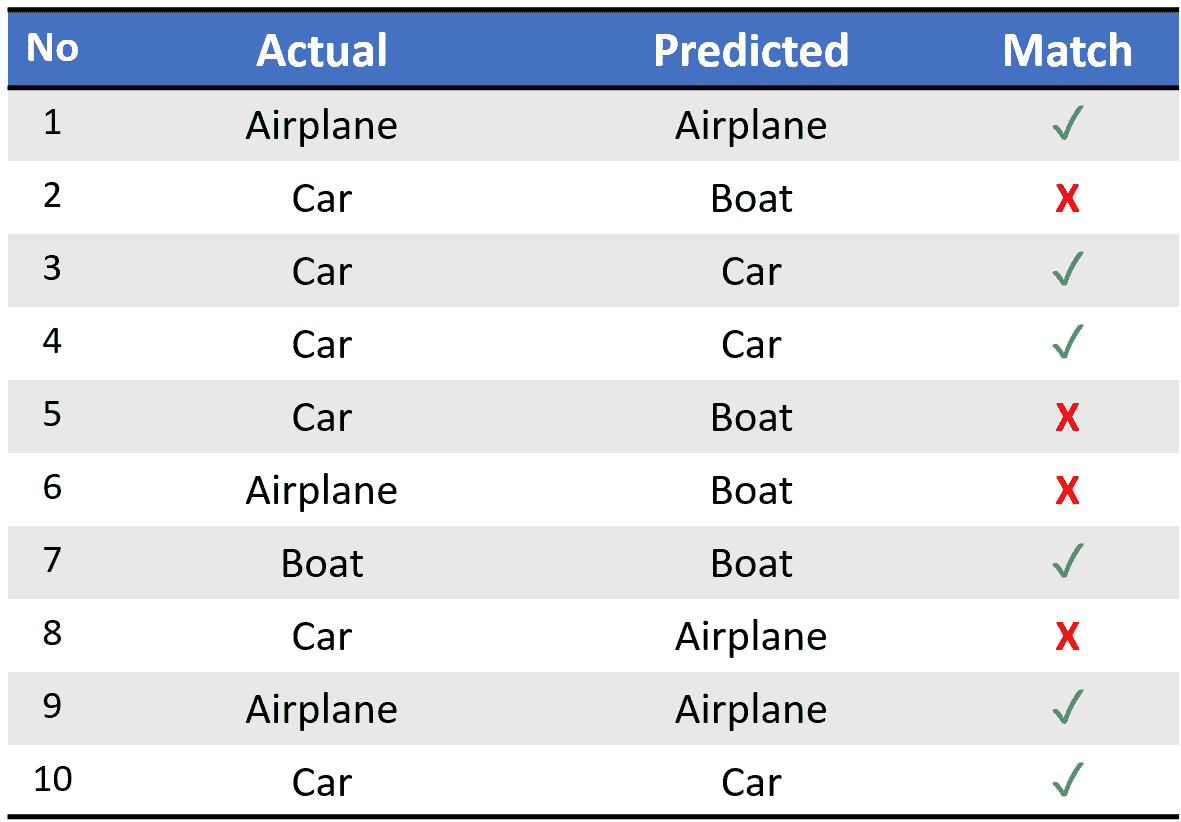 No Actual Predicted Match
1 Airplane Airplane ✓
2 Car Boat X
3 Car Car ✓
4 Car Car ✓
5 Car Boat X
6 Airplane Boat X
7 Boat Boat ✓
8 Car Airplane X
9 Airplane Airplane ✓
10 Car Car ✓